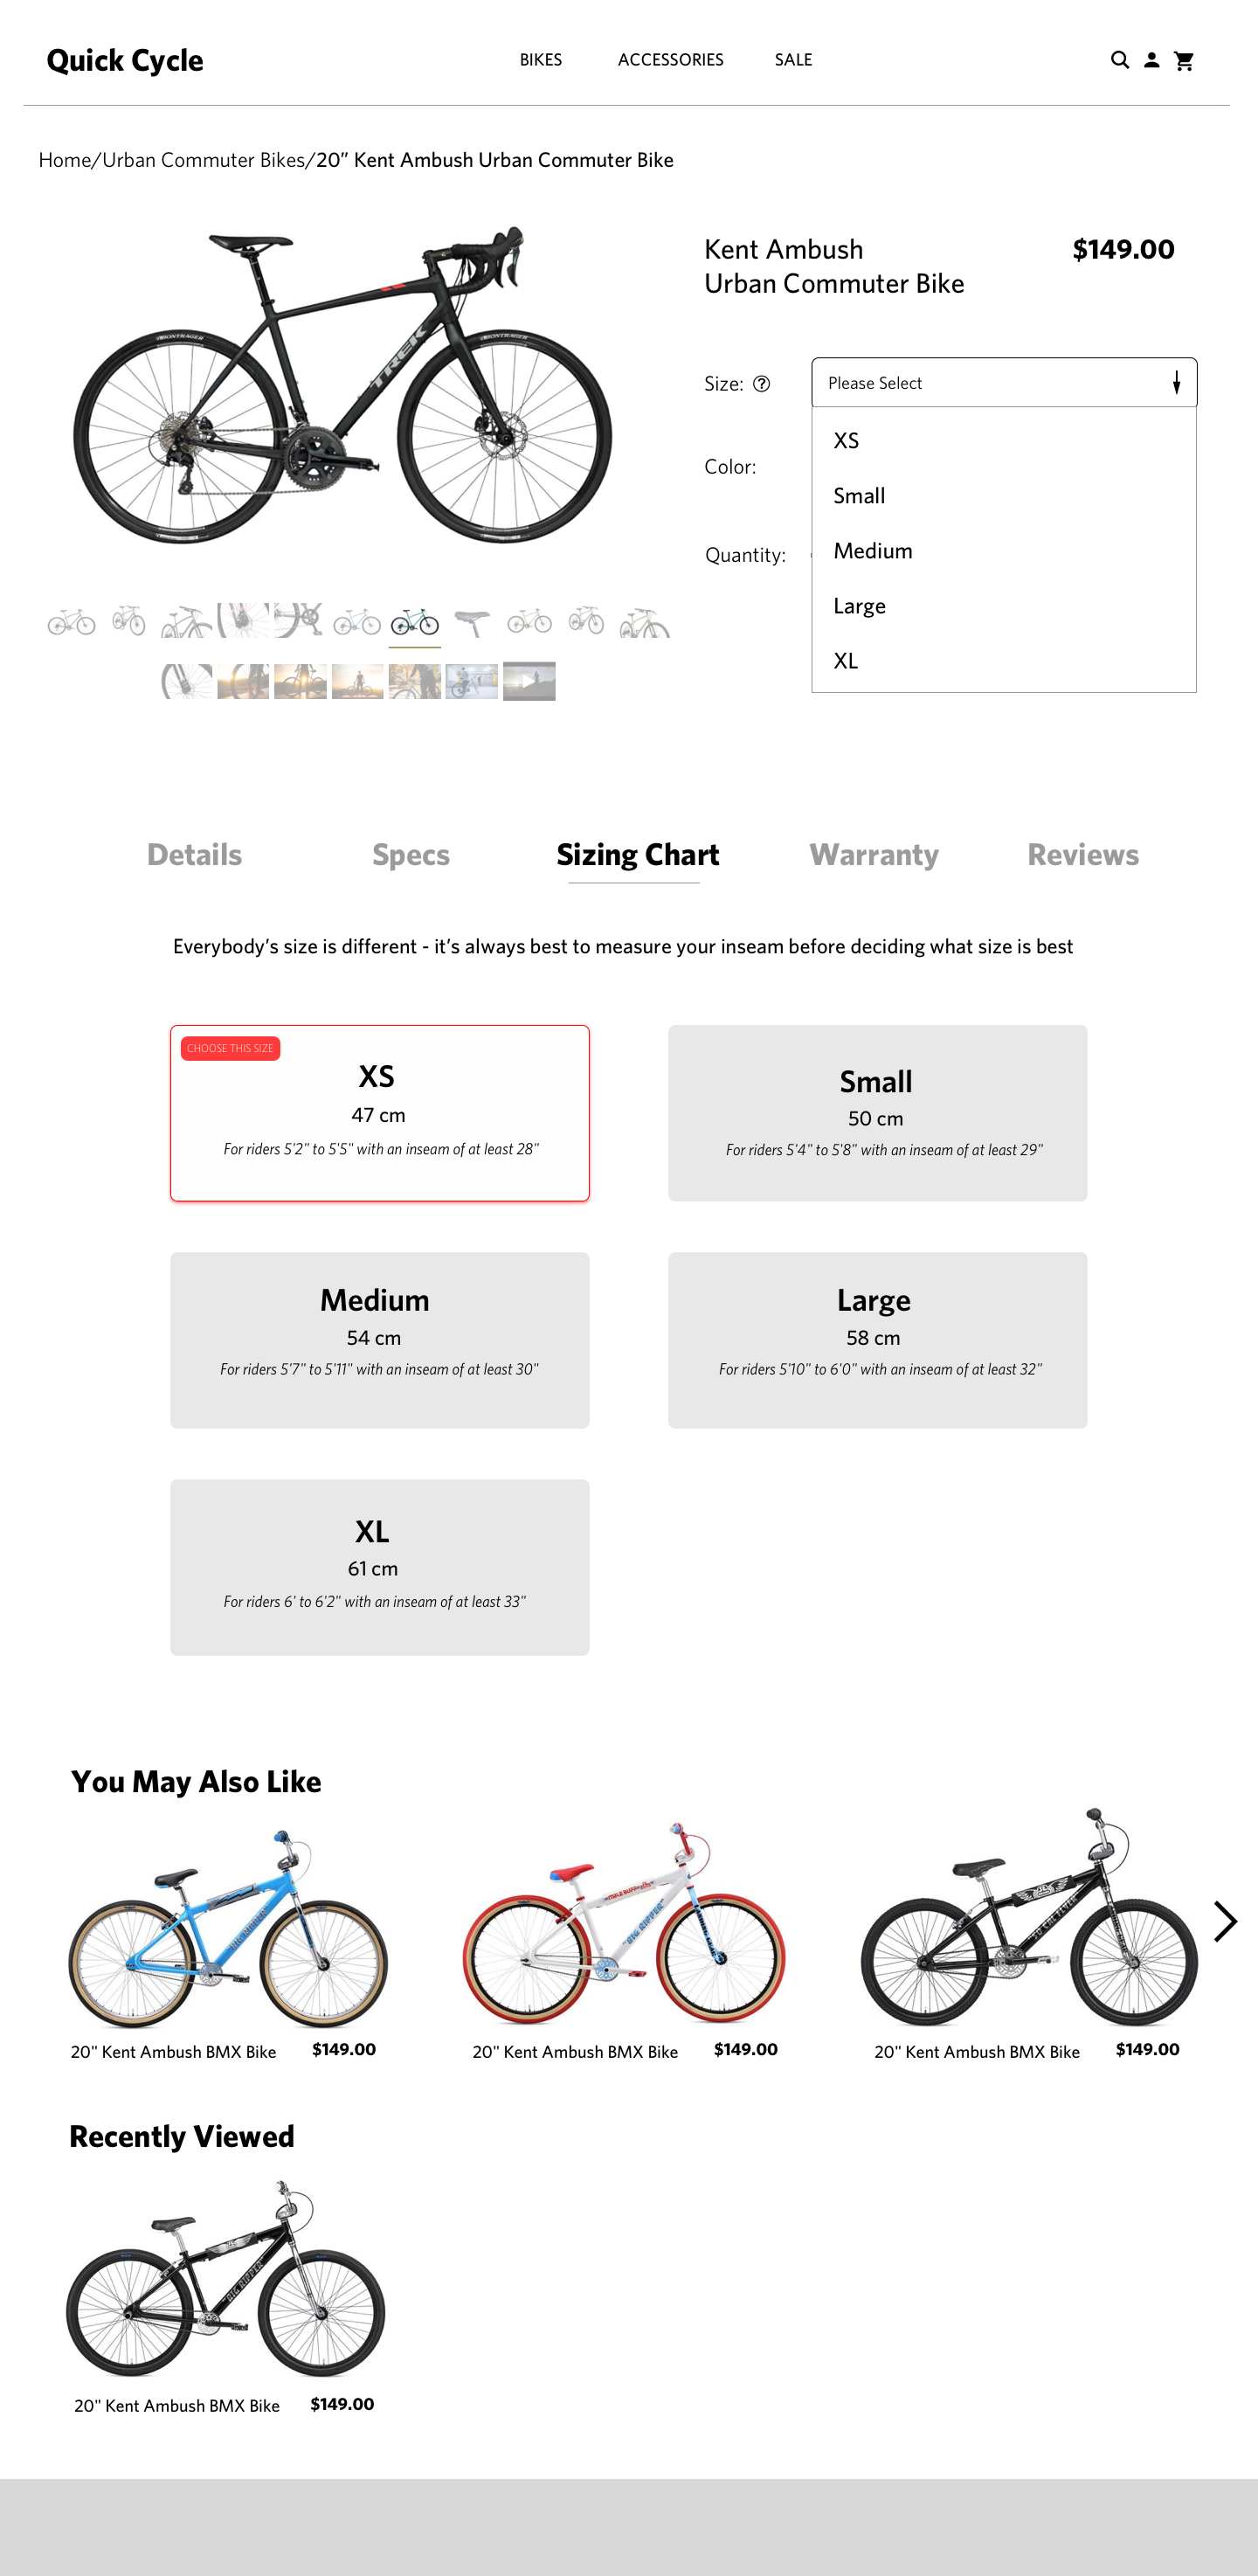 Quick Cycle
BIKES ACCESSORIES SALE
Home/Urban Commuter Bikes/20” Kent Ambush Urban Commuter Bike
TREK
BONTRAGER
BONTRAGER
Kent Ambush
Urban Commuter Bike
$149.00
Size: ?
Please Select
XS
Small
Medium
Large
XL
Color:
Quantity:
Details Specs Sizing Chart Warranty Reviews
Everybody’s size is different - it’s always best to measure your inseam before deciding what size is best
CHOOSE THIS SIZE
XS
47 cm
For riders 5'2" to 5'5" with an inseam of at least 28"
Small
50 cm
For riders 5'4" to 5'8" with an inseam of at least 29"
Medium
54 cm
For riders 5'7" to 5'11" with an inseam of at least 30"
Large
58 cm
For riders 5'10" to 6'0" with an inseam of at least 32"
XL
61 cm
For riders 6' to 6'2" with an inseam of at least 33"
You May Also Like
BIG RIPPER
BIG RIPPER
20" Kent Ambush BMX Bike $149.00
20" Kent Ambush BMX Bike $149.00
20" Kent Ambush BMX Bike $149.00
Recently Viewed
BIG RIPPER
20" Kent Ambush BMX Bike $149.00